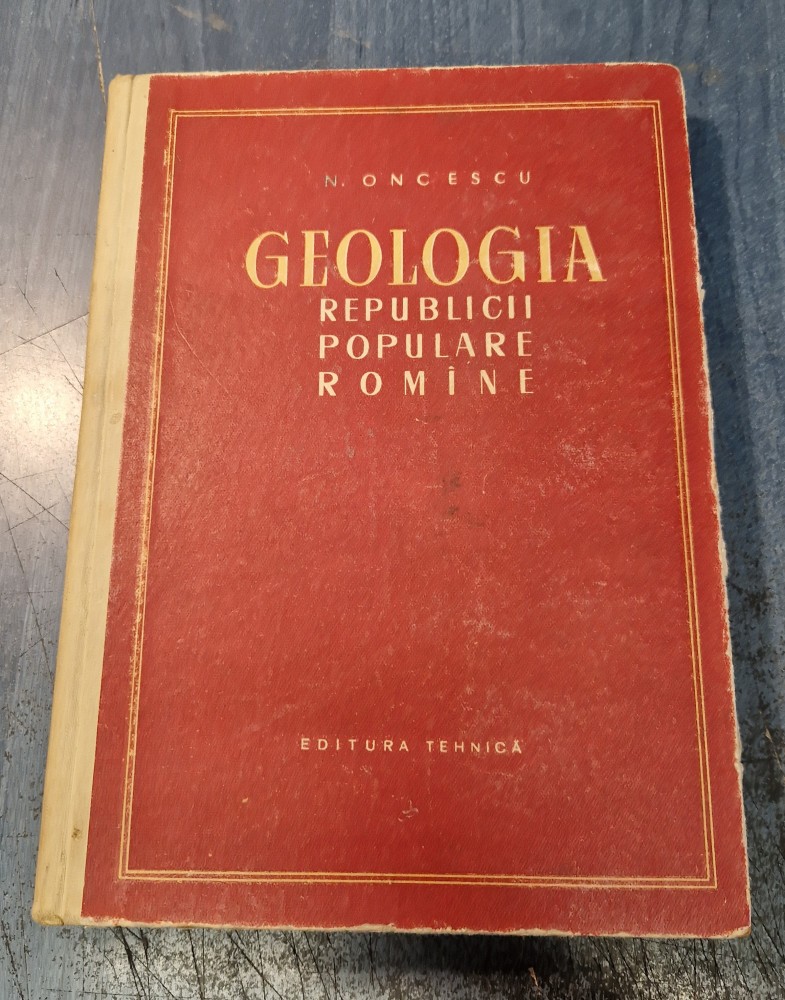 N. ONCESCU
GEOLOGIA
REPUBLICII
POPULARE
ROMÎNE
EDITURA TEHNICĂ